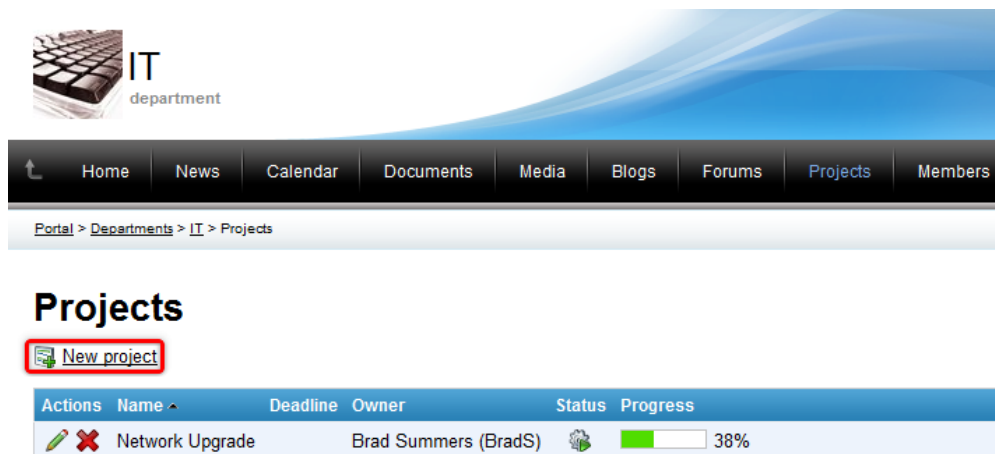 IT
department
Home News Calendar Documents Media Blogs Forums Projects Members
Portal > Departments > IT > Projects
Projects
New project
Actions Name Deadline Owner Status Progress
Network Upgrade Brad Summers (BradS) 38%